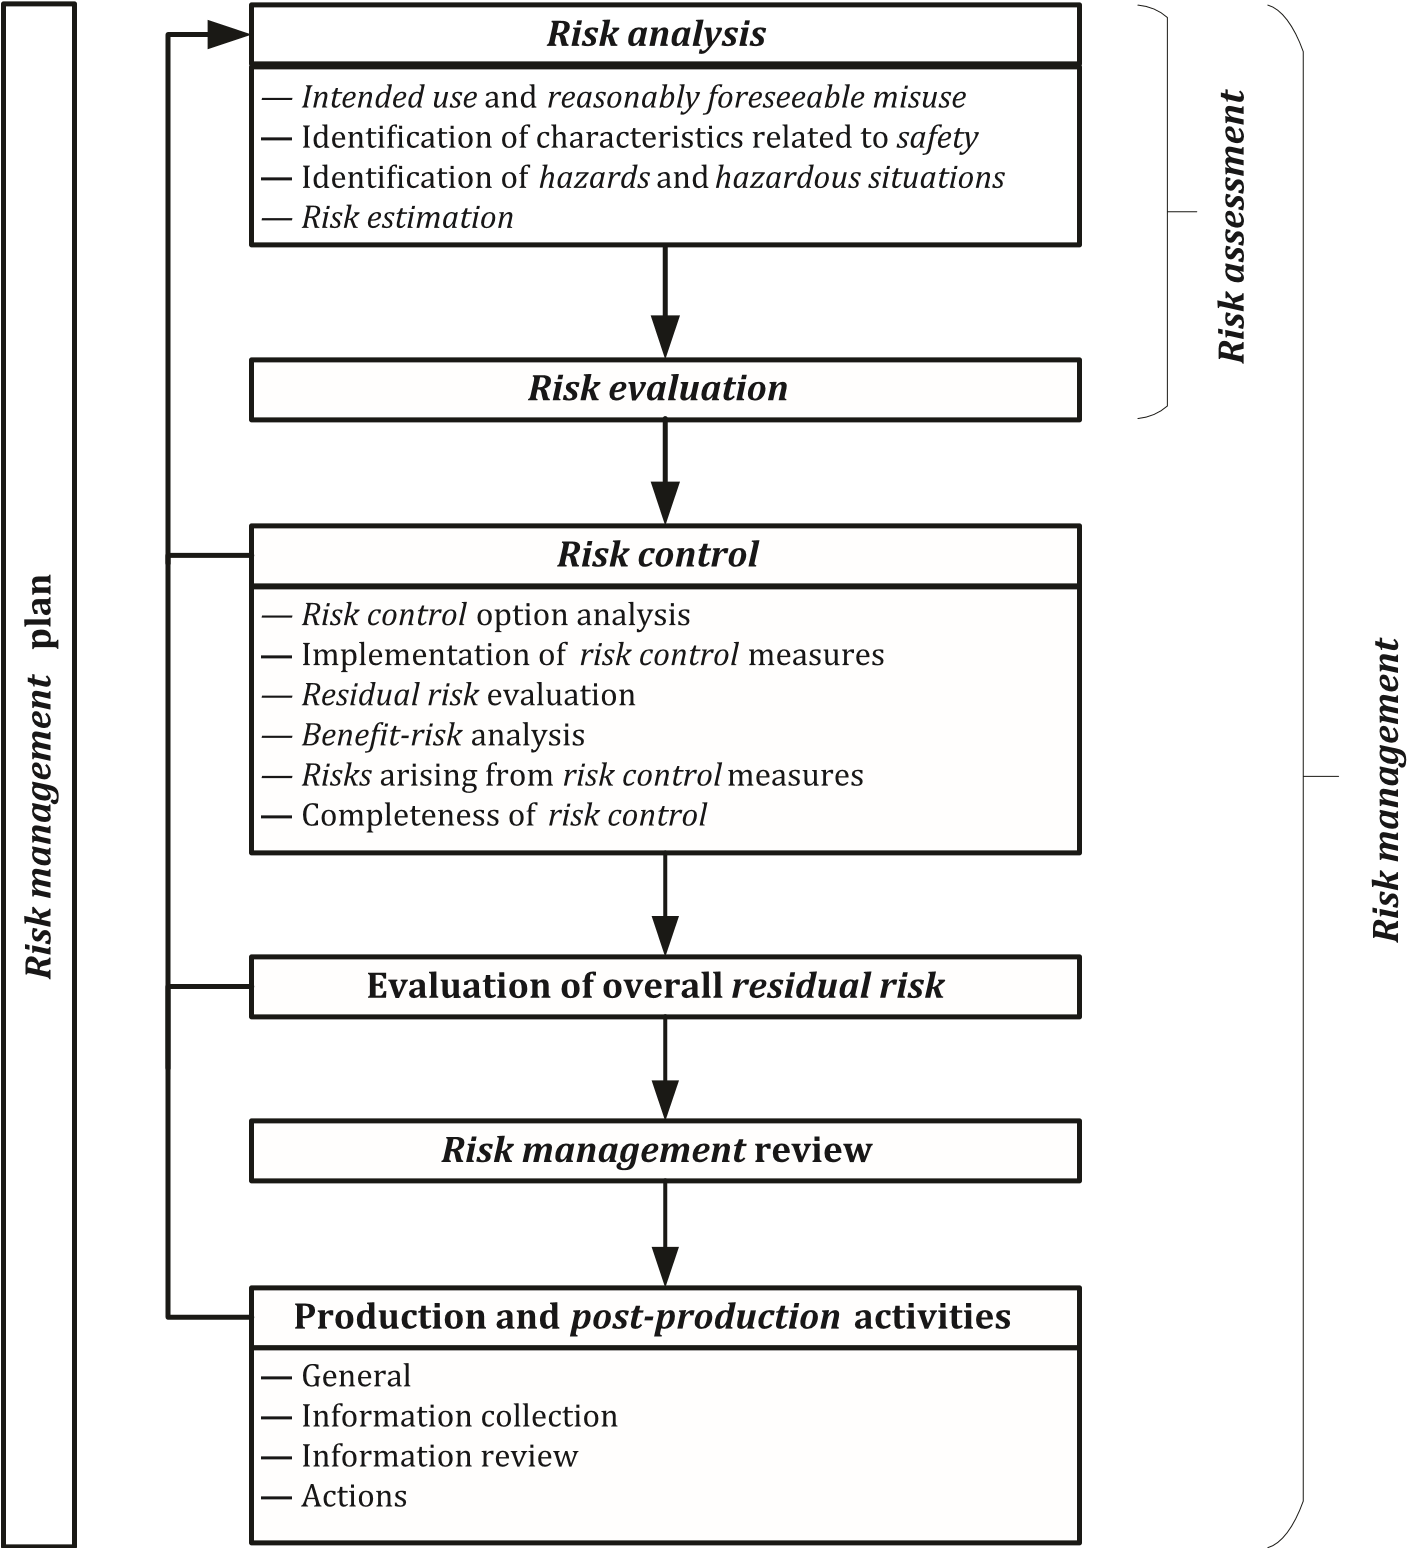 Risk management plan
Risk analysis
— Intended use and reasonably foreseeable misuse
— Identification of characteristics related to safety
— Identification of hazards and hazardous situations
— Risk estimation
Risk evaluation
Risk assessment
Risk control
— Risk control option analysis
— Implementation of risk control measures
— Residual risk evaluation
— Benefit-risk analysis
— Risks arising from risk control measures
— Completeness of risk control
Evaluation of overall residual risk
Risk management review
Production and post-production activities
— General
— Information collection
— Information review
— Actions
Risk management